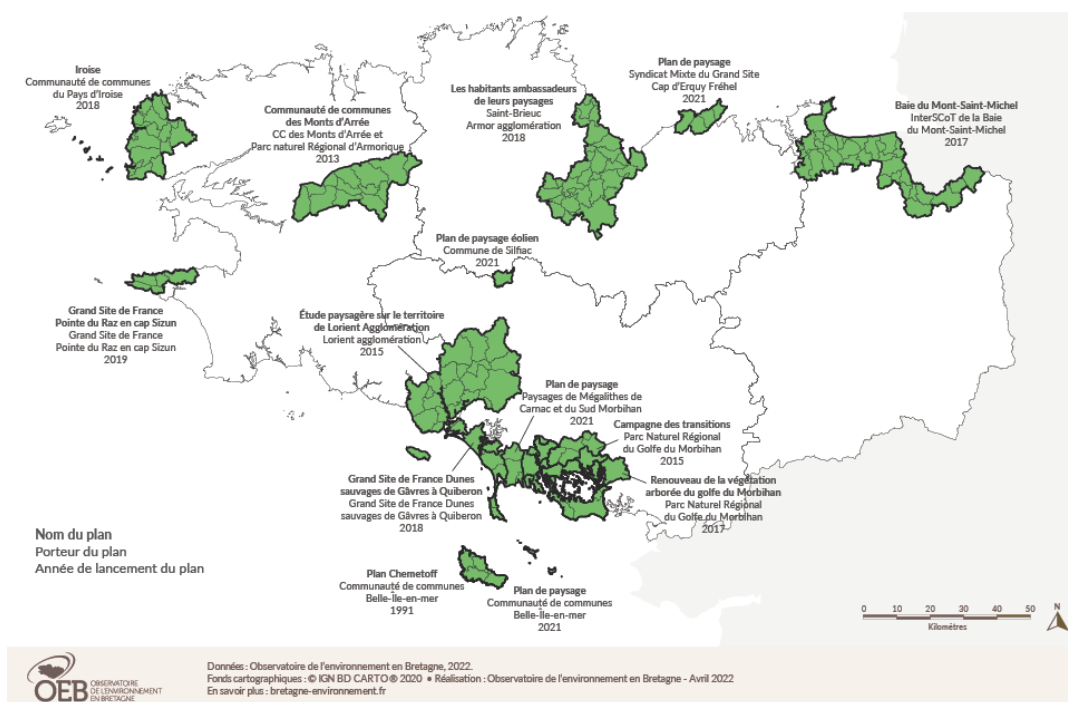 Iroise
Communauté de communes
du Pays d'Iroise
2018
Communauté de communes
des Monts d'Arrée
CC des Monts d'Arrée et
Parc naturel Régional d'Armorique
2013
Les habitants ambassadeurs
de leurs paysages
Saint-Brieuc
Armor agglomération
2018
Plan de paysage
Syndicat Mixte du Grand Site
Cap d'Erquy Fréhel
2021
Baie du Mont-Saint-Michel
InterSCoT de la Baie
du Mont-Saint-Michel
2017
Plan de paysage éolien
Commune de Silfiac
2021
Grand Site de France
Pointe du Raz en cap Sizun
Grand Site de France
Pointe du Raz en cap Sizun
2019
Étude paysagère sur le territoire
de Lorient Agglomération
Lorient agglomération
2015
Plan de paysage
Paysages de Mégalithes de
Carnac et du Sud Morbihan
2021
Campagne des transitions
Parc Naturel Régional
du Golfe du Morbihan
2015
Renouveau de la végétation
arborée du golfe du Morbihan
Parc Naturel Régional
du Golfe du Morbihan
2017
Grand Site de France Dunes
sauvages de Gâvres à Quiberon
Grand Site de France Dunes
sauvages de Gâvres à Quiberon
2018
Nom du plan
Porteur du plan
Année de lancement du plan
Plan Chemetoff
Communauté de communes
Belle-Île-en-mer
1991
Plan de paysage
Communauté de communes
Belle-Île-en-mer
2021
0 10 20 30 40 50
Kilomètres
N
OEB
OBSERVATOIRE
DE L'ENVIRONNEMENT
EN BRETAGNE
Données : Observatoire de l'environnement en Bretagne, 2022.
Fonds cartographiques : © IGN BD CARTO ® 2020 • Réalisation : Observatoire de l'environnement en Bretagne - Avril 2022
En savoir plus : bretagne-environnement.fr